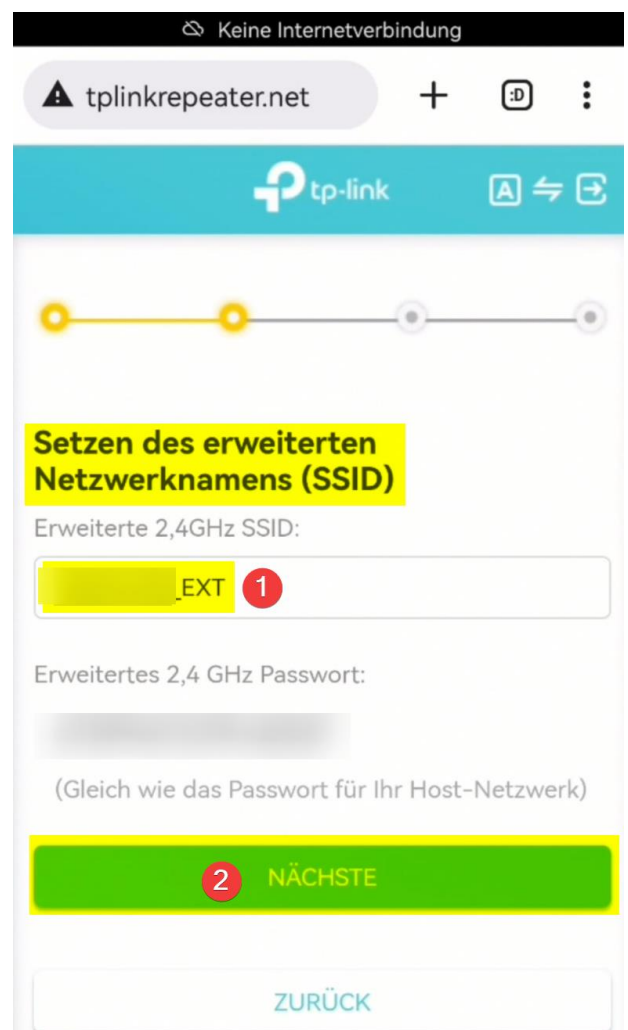 Keine Internetverbindung
tplinkrepeater.net
:D
tp-link
A
Setzen des erweiterten
Netzwerknamens (SSID)
Erweiterte 2,4GHz SSID:
_EXT 1
Erweitertes 2,4 GHz Passwort:
(Gleich wie das Passwort für Ihr Host-Netzwerk)
2 NÄCHSTE
ZURÜCK